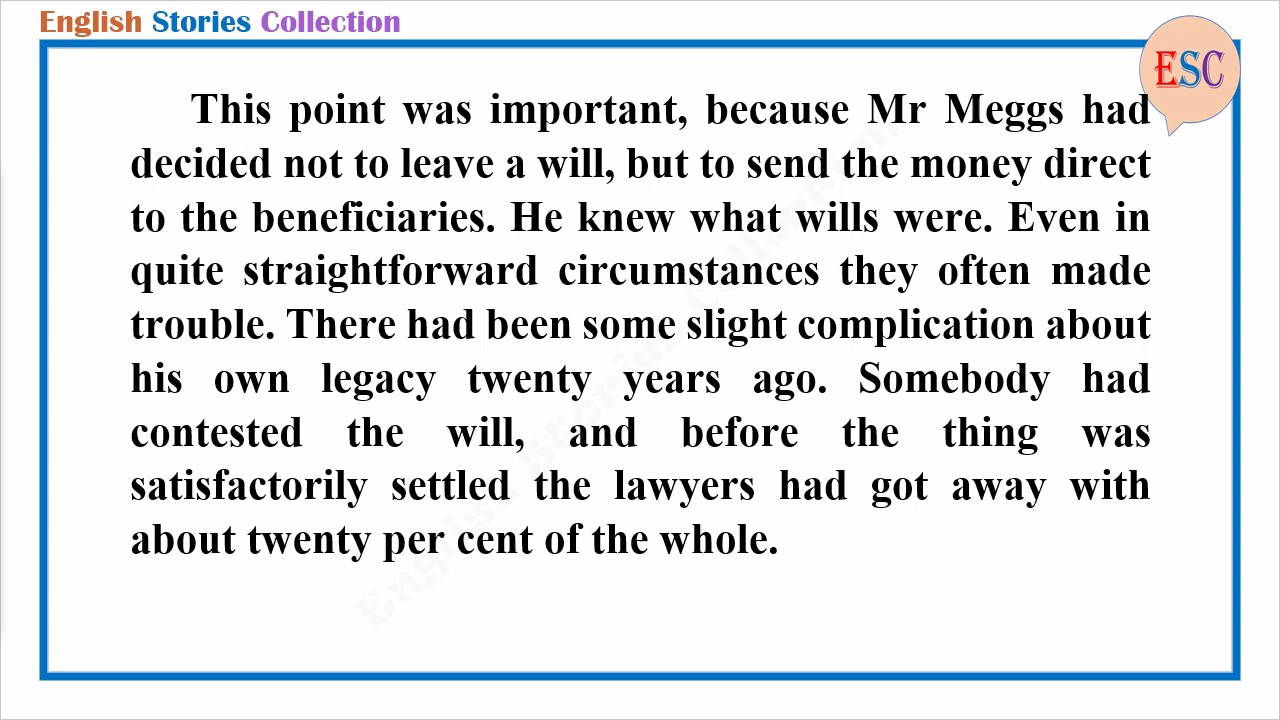 English Stories Collection
ESC
This point was important, because Mr Meggs had
decided not to leave a will, but to send the money direct
to the beneficiaries. He knew what wills were. Even in
quite straightforward circumstances they often made
trouble. There had been some slight complication about
his own legacy twenty years ago. Somebody had
contested the will, and before the thing was
satisfactorily settled the lawyers had got away with
about twenty per cent of the whole.
English Stories Collection